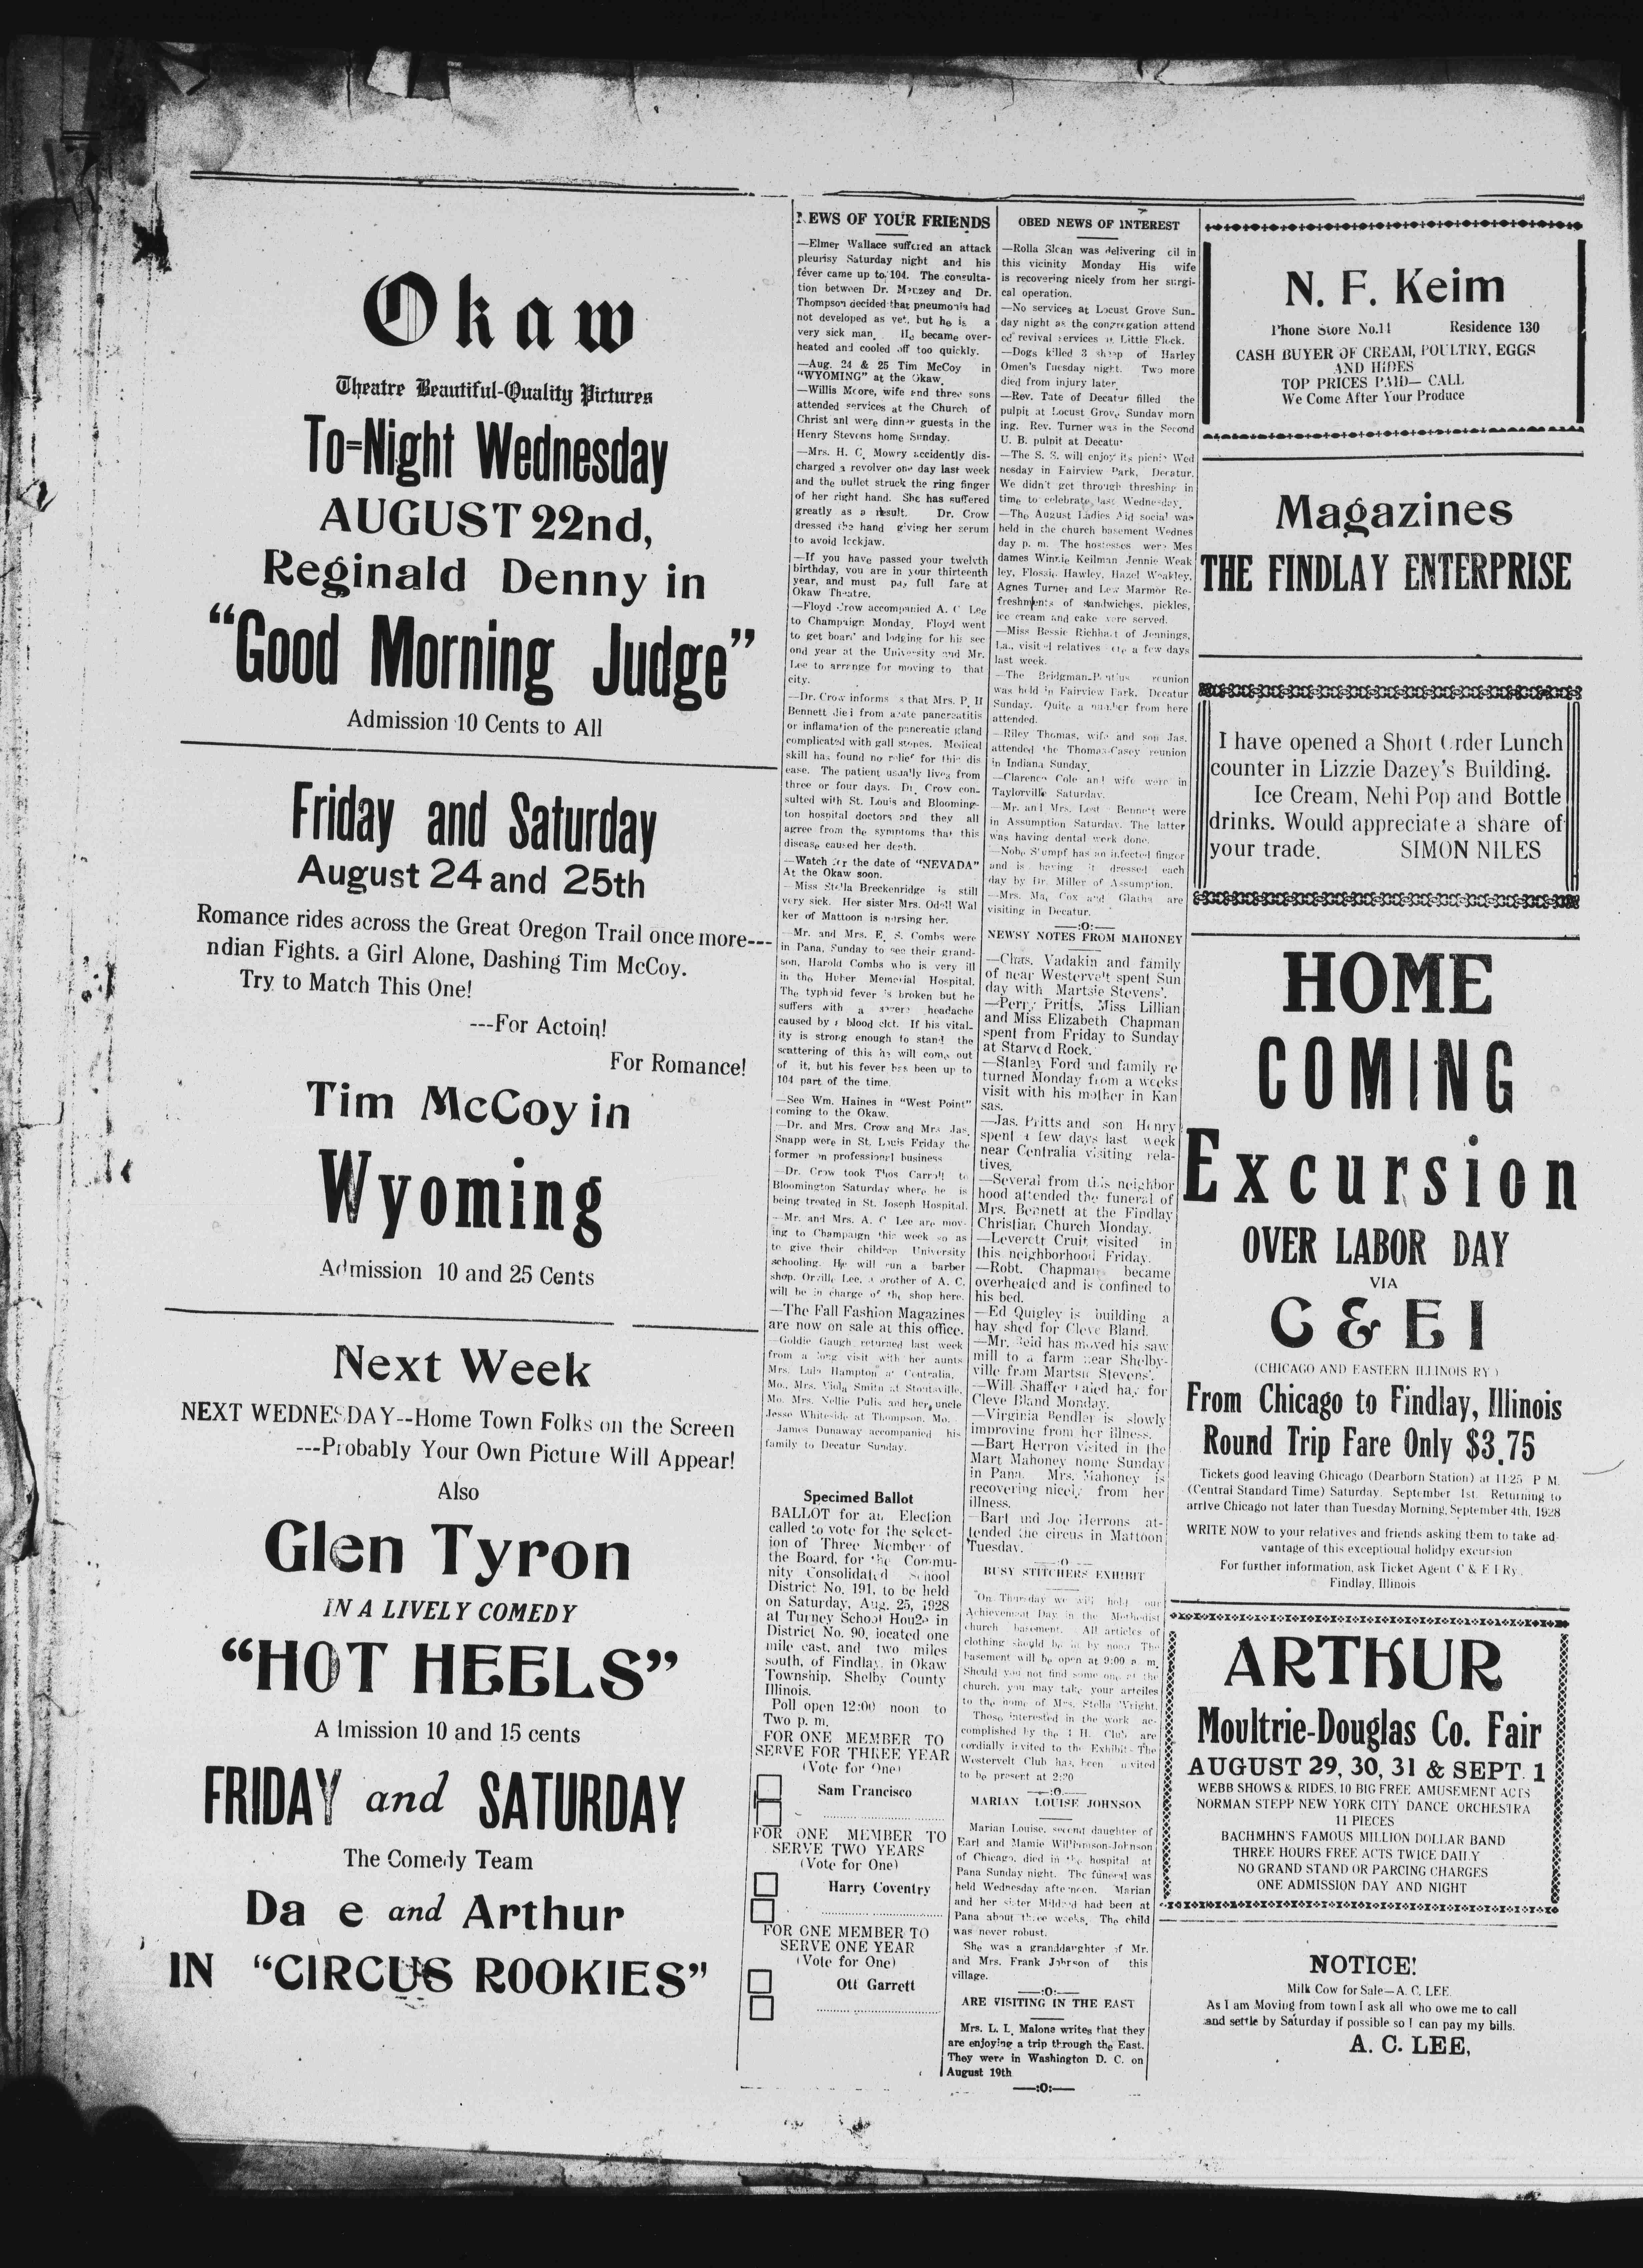 Okaw
Theatre Beautiful-Quality Pictures
To=Night Wednesday
AUGUST 22nd,
Reginald Denny in
“Good Morning Judge”
Admission 10 Cents to All
Friday and Saturday
August 24 and 25th
Romance rides across the Great Oregon Trail once more---
ndian Fights. a Girl Alone, Dashing Tim McCoy.
Try to Match This One!
---For Actoin!
For Romance!
Tim McCoy in
Wyoming
Admission 10 and 25 Cents
Next Week
NEXT WEDNESDAY--Home Town Folks on the Screen
---Probably Your Own Picture Will Appear!
Also
Glen Tyron
IN A LIVELY COMEDY
“HOT HEELS”
A lmission 10 and 15 cents
FRIDAY and SATURDAY
The Comedy Team
Da e and Arthur
IN “CIRCUS ROOKIES”
NEWS OF YOUR FRIENDS
—Elmer Wallace suffered an attack
pleurisy Saturday night and his
fever came up to 104. The consulta-
tion between Dr. Mauzey and Dr.
Thompson decided that pneumonia had
not developed as yet, but he is a
very sick man. He became over-
heated and cooled off too quickly.
—Aug. 24 & 25 Tim McCoy in
“WYOMING” at the Okaw.
—Willis Moore, wife and three sons
attended services at the Church of
Christ anl were dinner guests in the
Henry Stevens home Sunday.
—Mrs. H. C. Mowry accidently dis-
charged a revolver one day last week
and the bullet struck the ring finger
of her right hand. She has suffered
greatly as a result. Dr. Crow
dressed the hand giving her serum
to avoid lockjaw.
—If you have passed your twelvth
birthday, you are in your thirteenth
year, and must pay full fare at
Okaw Theatre.
—Floyd Crow accompanied A. C Lee
to Champaign Monday. Floyd went
to get board and lodging for his sec
ond year at the University and Mr.
Lee to arrange for moving to that
city.
—Dr. Crow informs s that Mrs. P. H
Bennett died from acute pancreatitis
or inflamation of the pancreatic gland
complicated with gall stones. Medical
skill has found no relief for this dis
ease. The patient usually lives from
three or four days. Dr. Crow con-
sulted with St. Louis and Blooming-
ton hospital doctors and they all
agree from the symptoms that this
disease caused her death.
—Watch for the date of “NEVADA”
At the Okaw soon.
—Miss Stella Breckenridge is still
very sick. Her sister Mrs. Odell Wal
ker of Mattoon is nursing her.
—Mr. and Mrs. E. S. Combs were
in Pana, Sunday to see their grand-
son, Harold Combs who is very ill
in the Huber Memorial Hospital.
The typhoid fever is broken but he
suffers with a severe headache
caused by a blood clot. If his vital-
ity is strong enough to stand the
scattering of this he will come out
of it, but his fever has been up to
104 part of the time.
—See Wm. Haines in “West Point”
coming to the Okaw.
—Dr. and Mrs. Crow and Mrs Jas.
Snapp were in St. Louis Friday the
former on professional business
—Dr. Crow took Thos Carroll to
Bloomington Saturday where he is
being treated in St. Joseph Hospital.
—Mr. and Mrs. A. C Lee are mov-
ing to Champaign this week so as
to give their children University
schooling. He will run a barber
shop. Orville Lee, a brother of A. C.
will be in charge of the shop here.
—The Fall Fashion Magazines
are now on sale at this office.
—Goldie Gaugh returned last week
from a long visit with her aunts
Mrs. Lula Hampton at Centralia,
Mo., Mrs. Viola Smith at Stoutsville,
Mo. Mrs. Nellie Pulis and her uncle
Jesse Whiteside at Thompson, Mo.
James Dunaway accompanied his
family to Decatur Sunday.
Specimed Ballot
BALLOT for an Election
called to vote for the select-
ion of Three Member of
the Board, for the Commu-
nity Consolidated School
District No. 191, to be held
on Saturday, Aug. 25, 1928
at Turney School Hou2e in
District No. 90, located one
mile east, and two miles
south, of Findlay, in Okaw
Township, Shelby County
Illinois.
Poll open 12:00 noon to
Two p. m.
FOR ONE MEMBER TO
SERVE FOR THREE YEAR
(Vote for One)
Sam Francisco
FOR ONE MEMBER TO
SERVE TWO YEARS
(Vote for One)
Harry Coventry
FOR ONE MEMBER TO
SERVE ONE YEAR
(Vote for One)
Ott Garrett
OBED NEWS OF INTEREST
—Rolla Sloan was delivering oil in
this vicinity Monday His wife
is recovering nicely from her surgi-
cal operation.
—No services at Locust Grove Sun-
day night as the congregation attend
ed revival services in Little Flock.
—Dogs killed 3 sheep of Harley
Omen's Tuesday night. Two more
died from injury later.
—Rev. Tate of Decatur filled the
pulpit at Locust Grove Sunday morn
ing. Rev. Turner was in the Second
U. B. pulpit at Decatur
—The S. S. will enjoy its picnic Wed
nesday in Fairview Park, Decatur.
We didn't get through threshing in
time to celebrate last Wednesday.
—The August Ladies Aid social was
held in the church basement Wednes
day p. m. The hostesses were Mes
dames Winnie Keilman Jennie Weak
ley, Flossie Hawley, Hazel Weakley,
Agnes Turner and Lew Marmor Re-
freshments of sandwiches, pickles,
ice cream and cake were served.
—Miss Bessie Richhart of Jennings,
La., visited relatives a few days
last week.
—The Bridgman-Pontius reunion
was held in Fairview Park, Decatur
Sunday. Quite a number from here
attended.
—Riley Thomas, wife and son Jas.
attended the Thomas-Casey reunion
in Indiana Sunday.
—Clarence Cole and wife were in
Taylorville Saturday.
—Mr. and Mrs. Bennett were
in Assumption Saturday. The latter
was having dental work done.
—Nobe Stumpf has an infected finger
and is having it dressed each
day by Dr. Miller of Assumption.
—Mrs. Cox and Glatha are
visiting in Decatur.
—:O:—
NEWSY NOTES FROM MAHONEY
—Chas. Vadakin and family
of near Westervelt spent Sun
day with Martsie Stevens'.
—Perry Pritts, Miss Lillian
and Miss Elizabeth Chapman
spent from Friday to Sunday
at Starved Rock.
—Stanley Ford and family re
turned Monday from a weeks
visit with his mother in Kan
sas.
—Jas. Pritts and son Henry
spent a few days last week
near Centralia visiting rela-
tives.
—Several from this neighbor
hood attended the funeral of
Mrs. Bennett at the Findlay
Christian Church Monday.
—Leverett Cruit visited in
this neighborhood Friday.
—Robt. Chapman became
overheated and is confined to
his bed.
—Ed Quigley is building a
hay shed for Cleve Bland.
—Mr. Reid has moved his saw
mill to a farm near Shelby-
ville from Martsie Stevens'.
—Will Shaffer baled hay for
Cleve Bland Monday.
—Virginia Bendler is slowly
improving from her illness.
—Bart Herron visited in the
Mart Mahoney home Sunday
in Pana. Mrs. Mahoney is
recovering nicely from her
illness.
—Bart and Joe Herrons at-
tended the circus in Mattoon
Tuesday.
—:O—
BUSY STITCHERS EXHIBIT
On Thursday we will hold our
Achievement Day in the Methodist
church basement. All articles of
clothing should be in by noon The
basement will be open at 9:00 a. m.
Should you not find some one at the
church, you may take your articles
to the home of Mrs. Stella Wright.
Those interested in the work ac-
complished by the 4 H. Club are
cordially invited to the Exhibit. The
Westervelt Club has been invited
to be present at 2:20
—:O:—
MARIAN LOUISE JOHNSON
Marian Louise, second daughter of
Earl and Mamie Wilkinson-Johnson
of Chicago, died in the hospital at
Pana Sunday night. The funeral was
held Wednesday afternoon. Marian
and her sister Mildred had been at
Pana about three weeks. The child
was never robust.
She was a granddaughter of Mr.
and Mrs. Frank Johnson of this
village.
—:O:—
ARE VISITING IN THE EAST
Mrs. L. L. Malone writes that they
are enjoying a trip through the East.
They were in Washington D. C. on
August 19th
—:O:—
N. F. Keim
Phone Store No.11 Residence 130
CASH BUYER OF CREAM, POULTRY, EGGS
AND HIDES
TOP PRICES PAID— CALL
We Come After Your Produce
Magazines
THE FINDLAY ENTERPRISE
I have opened a Short Order Lunch
counter in Lizzie Dazey's Building.
Ice Cream, Nehi Pop and Bottle
drinks. Would appreciate a share of
your trade. SIMON NILES
HOME
COMING
Excursion
OVER LABOR DAY
VIA
C & E I
(CHICAGO AND EASTERN ILLINOIS RY)
From Chicago to Findlay, Illinois
Round Trip Fare Only $3.75
Tickets good leaving Chicago (Dearborn Station) at 11:25 P M.
(Central Standard Time) Saturday, September 1st. Returning to
arrive Chicago not later than Tuesday Morning, September 4th, 1928
WRITE NOW to your relatives and friends asking them to take ad-
vantage of this exceptional holidpy excursion
For further information, ask Ticket Agent C & E I Ry.
Findlay, Illinois
ARTHUR
Moultrie-Douglas Co. Fair
AUGUST 29, 30, 31 & SEPT. 1
WEBB SHOWS & RIDES, 10 BIG FREE AMUSEMENT ACTS
NORMAN STEPP NEW YORK CITY DANCE ORCHESTRA
11 PIECES
BACHMHN'S FAMOUS MILLION DOLLAR BAND
THREE HOURS FREE ACTS TWICE DAILY
NO GRAND STAND OR PARCING CHARGES
ONE ADMISSION DAY AND NIGHT
NOTICE!
Milk Cow for Sale—A. C. LEE.
As I am Moving from town I ask all who owe me to call
and settle by Saturday if possible so I can pay my bills.
A. C. LEE,